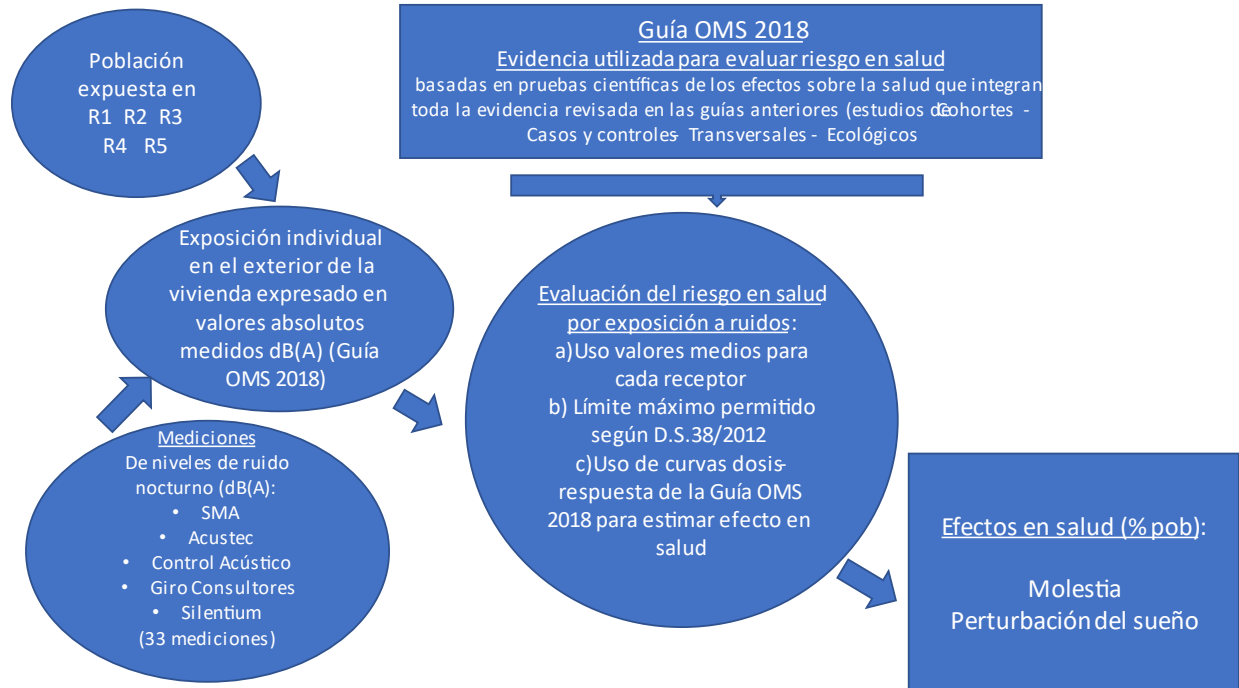 Población
expuesta en
R1 R2 R3
R4 R5
Guía OMS 2018
Evidencia utilizada para evaluar riesgo en salud
basadas en pruebas científicas de los efectos sobre la salud que integran
toda la evidencia revisada en las guías anteriores (estudios de Cohortes -
Casos y controles- Transversales - Ecológicos
Exposición individual
en el exterior de la
vivienda expresado en
valores absolutos
medidos dB(A) (Guía
OMS 2018)
Mediciones
De niveles de ruido
nocturno (dB(A):
• SMA
• Acustec
• Control Acústico
• Giro Consultores
• Silentium
(33 mediciones)
Evaluación del riesgo en salud
por exposición a ruidos:
a)Uso valores medios para
cada receptor
b) Límite máximo permitido
según D.S.38/2012
c)Uso de curvas dosis-
respuesta de la Guía OMS
2018 para estimar efecto en
salud
Efectos en salud (% pob):
Molestia
Perturbación del sueño